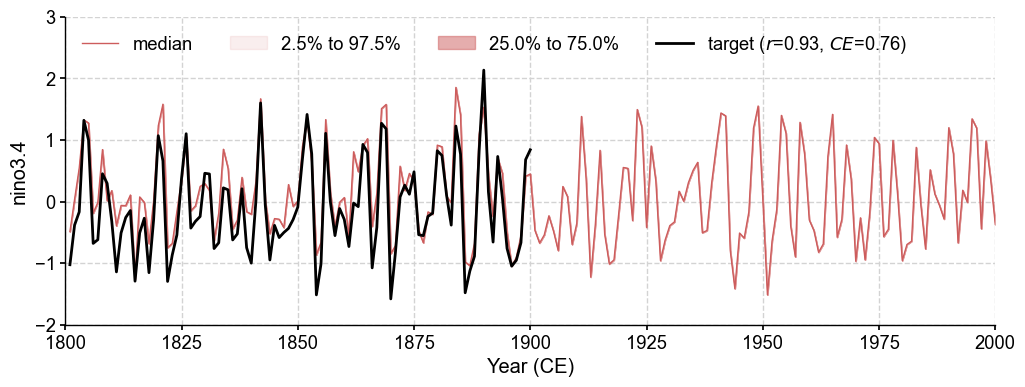 3
median 2.5% to 97.5% 25.0% to 75.0% target (r=0.93, CE=0.76)
2
1
nino3.4
0
−1
−2
1800 1825 1850 1875 1900 1925 1950 1975 2000
Year (CE)